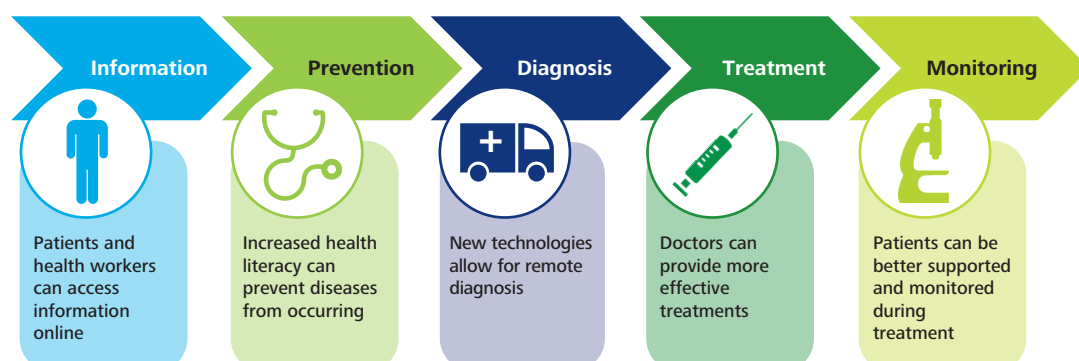 Information
Prevention
Diagnosis
Treatment
Monitoring
Patients and
health workers
can access
information
online
Increased health
literacy can
prevent diseases
from occurring
New technologies
allow for remote
diagnosis
Doctors can
provide more
effective
treatments
Patients can be
better supported
and monitored
during
treatment